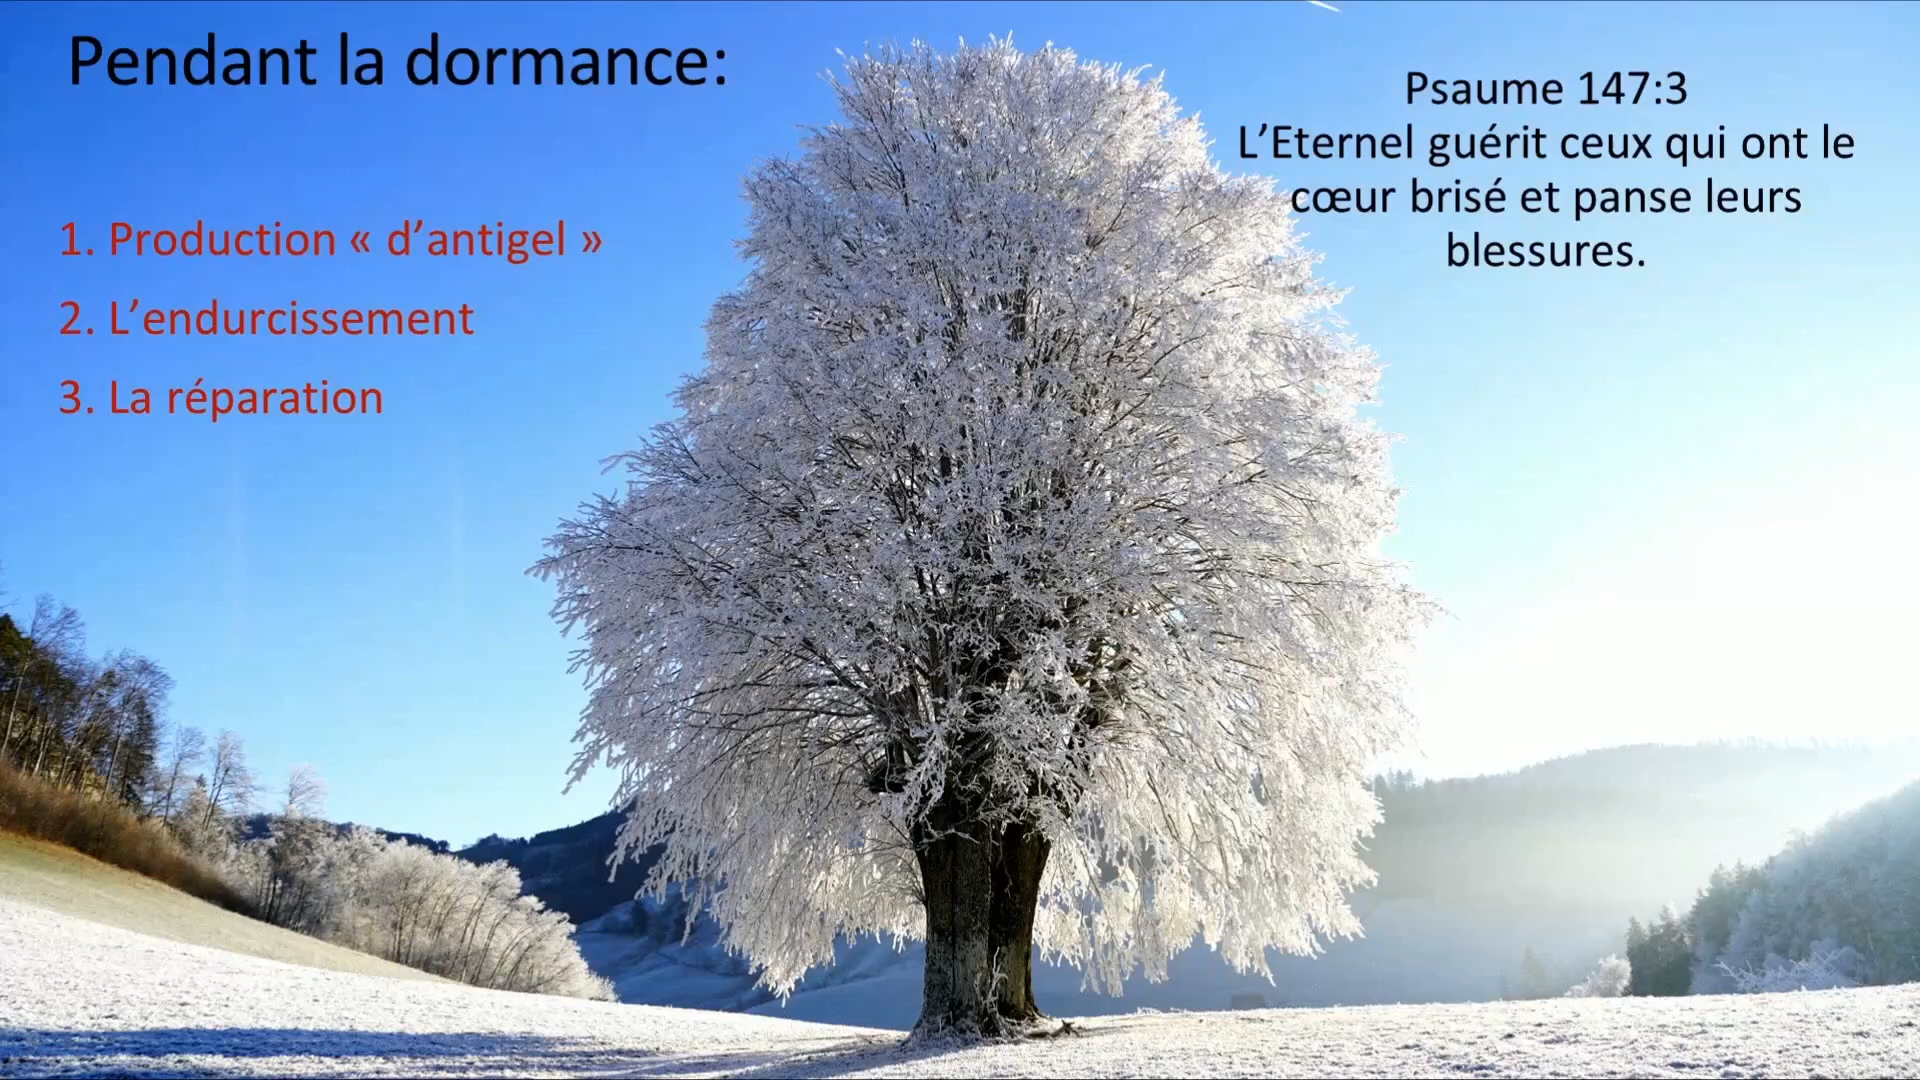 Pendant la dormance:
1. Production « d’antigel »
2. L’endurcissement
3. La réparation
Psaume 147:3
L’Eternel guérit ceux qui ont le
cœur brisé et panse leurs
blessures.